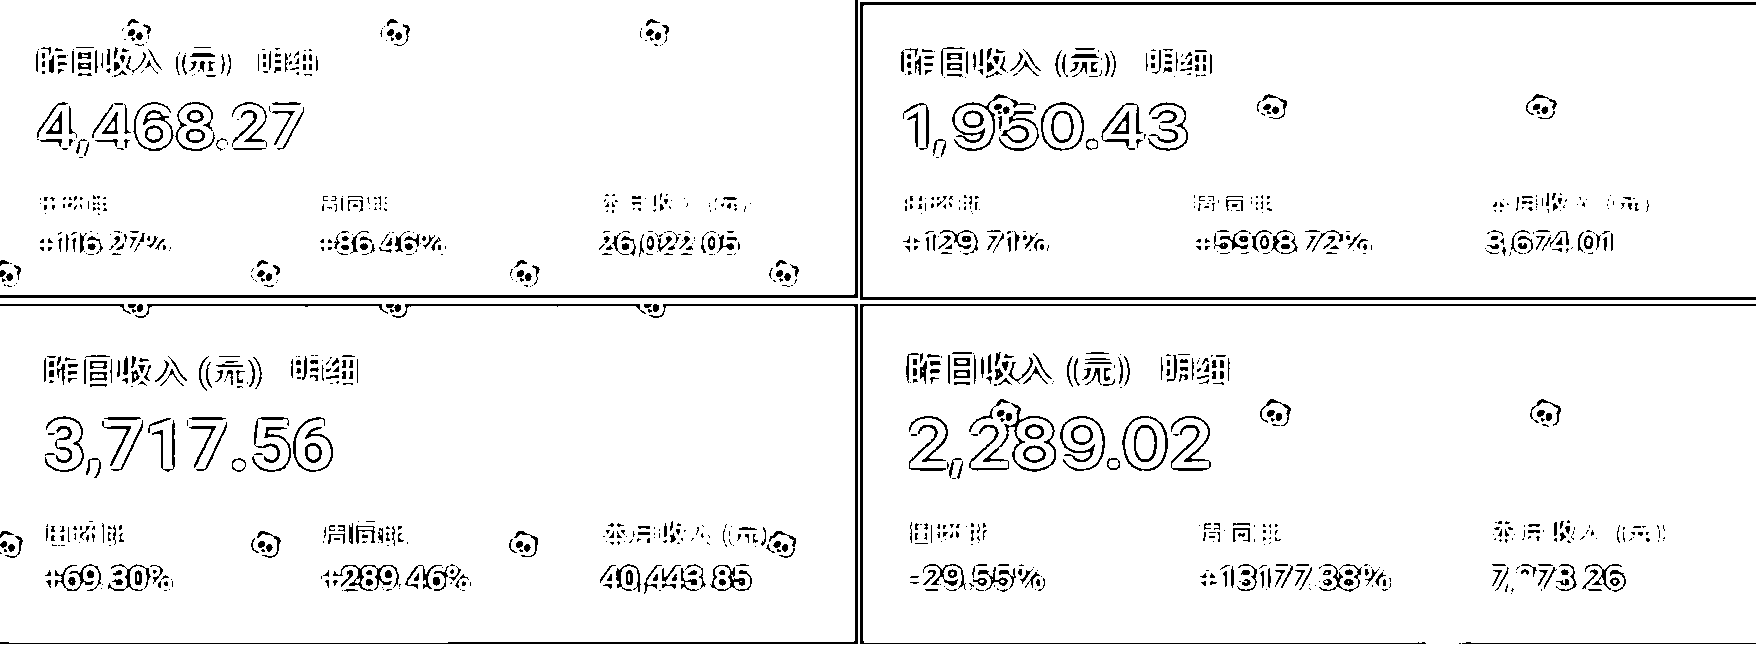 昨日收入 (元) 明细
4,468.27
日环比 周同比 本月收入 (元)
+116.27% +86.46% 26,022.05
昨日收入 (元) 明细
1,950.43
日环比 周同比 本月收入 (元)
+129.71% +5908.72% 3,674.01
昨日收入 (元) 明细
3,717.56
日环比 周同比 本月收入 (元)
+69.30% +289.46% 40,443.85
昨日收入 (元) 明细
2,289.02
日环比 周同比 本月收入 (元)
-29.55% +13177.38%